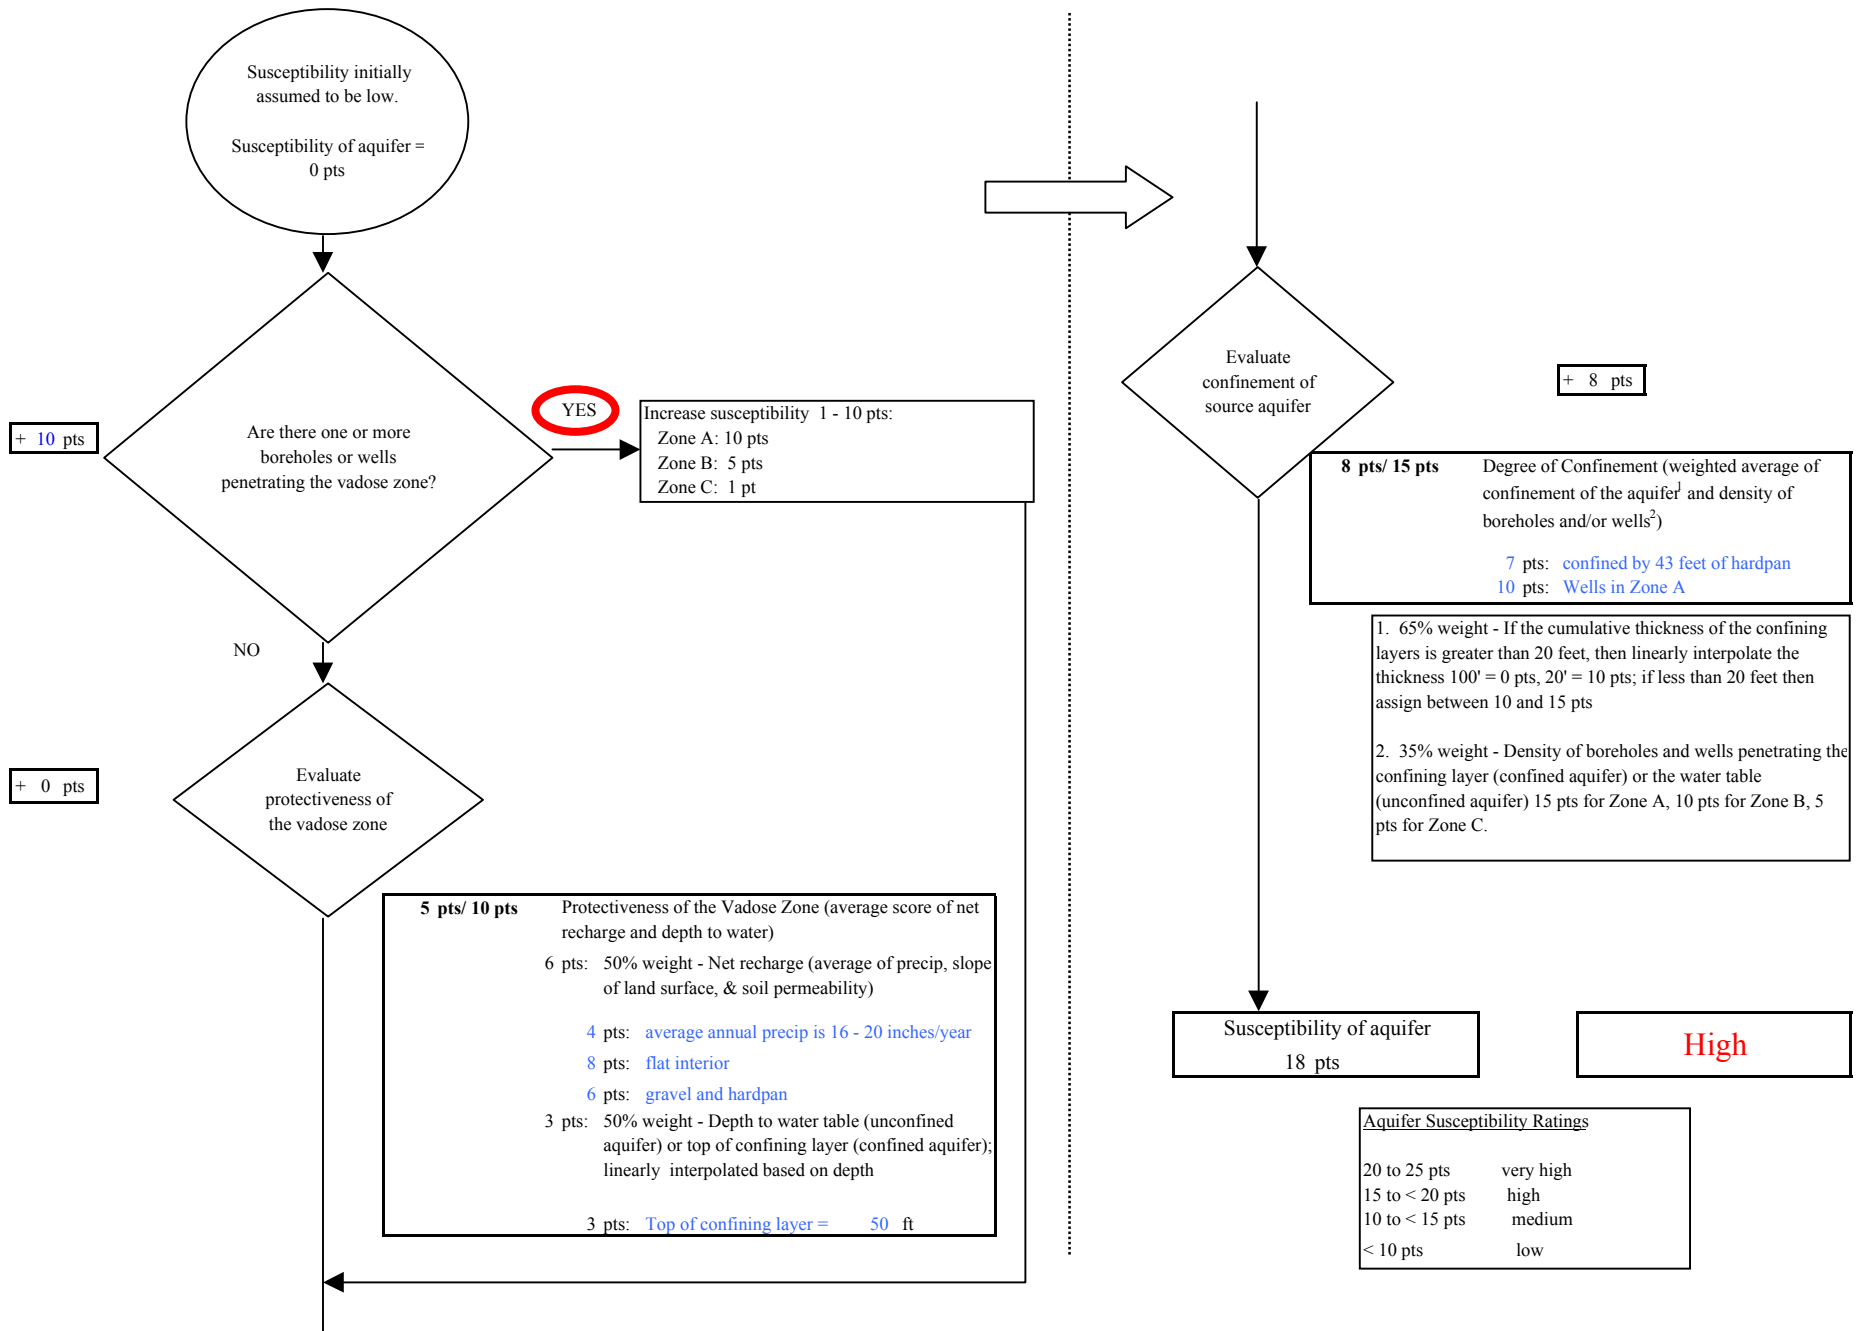 Susceptibility initially
assumed to be low.
Susceptibility of aquifer =
0 pts
+ 10 pts
Are there one or more
boreholes or wells
penetrating the vadose zone?
YES
Increase susceptibility 1 - 10 pts:
Zone A: 10 pts
Zone B: 5 pts
Zone C: 1 pt
NO
+ 0 pts
Evaluate
protectiveness of
the vadose zone
5 pts/ 10 pts Protectiveness of the Vadose Zone (average score of net
recharge and depth to water)
6 pts: 50% weight - Net recharge (average of precip, slope
of land surface, & soil permeability)
4 pts: average annual precip is 16 - 20 inches/year
8 pts: flat interior
6 pts: gravel and hardpan
3 pts: 50% weight - Depth to water table (unconfined
aquifer) or top of confining layer (confined aquifer);
linearly interpolated based on depth
3 pts: Top of confining layer = 50 ft
Evaluate
confinement of
source aquifer
+ 8 pts
8 pts/ 15 pts Degree of Confinement (weighted average of
confinement of the aquifer1 and density of
boreholes and/or wells2)
7 pts: confined by 43 feet of hardpan
10 pts: Wells in Zone A
1. 65% weight - If the cumulative thickness of the confining
layers is greater than 20 feet, then linearly interpolate the
thickness 100' = 0 pts, 20' = 10 pts; if less than 20 feet then
assign between 10 and 15 pts
2. 35% weight - Density of boreholes and wells penetrating the
confining layer (confined aquifer) or the water table
(unconfined aquifer) 15 pts for Zone A, 10 pts for Zone B, 5
pts for Zone C.
Susceptibility of aquifer
18 pts
High
Aquifer Susceptibility Ratings
20 to 25 pts very high
15 to < 20 pts high
10 to < 15 pts medium
< 10 pts low